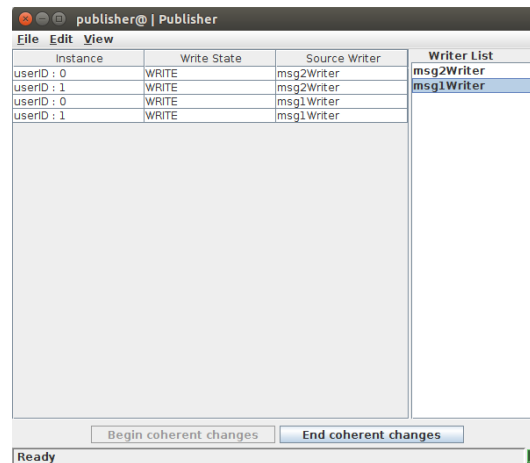 publisher@ | Publisher
File Edit View
Instance Write State Source Writer Writer List
userID : 0 WRITE msg2Writer msg2Writer
userID : 1 WRITE msg2Writer msg1Writer
userID : 0 WRITE msg1Writer
userID : 1 WRITE msg1Writer
Begin coherent changes End coherent changes
Ready